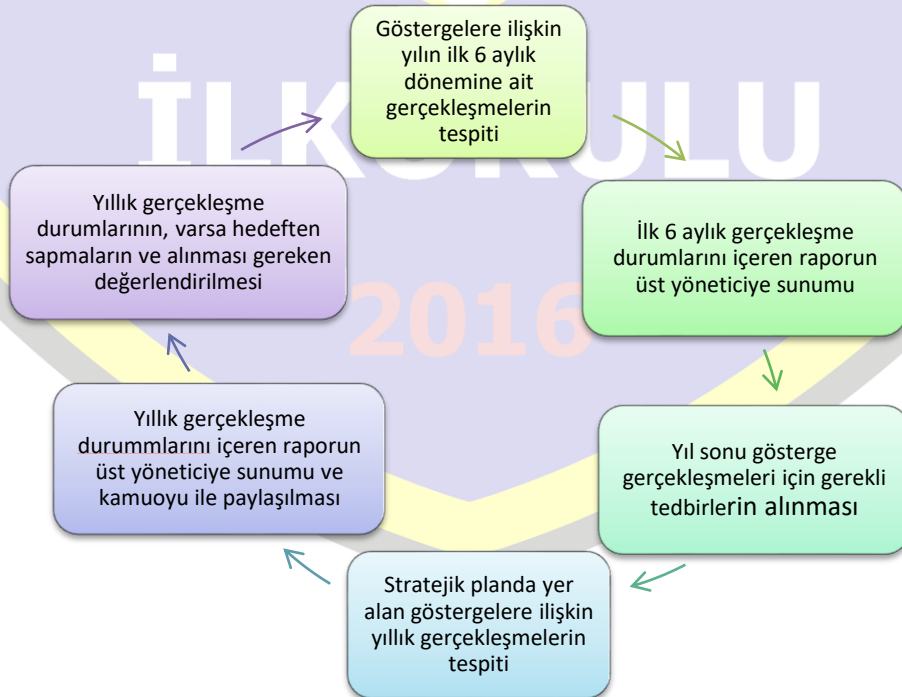 Göstergelere ilişkin
yılın ilk 6 aylık
dönemine ait
gerçekleşmelerin
tespiti
İlk 6 aylık gerçekleşme
durumlarını içeren raporun
üst yöneticiye sunumu
Yıl sonu gösterge
gerçekleşmeleri için gerekli
tedbirlerin alınması
Stratejik planda yer
alan göstergelere ilişkin
yıllık gerçekleşmelerin
tespiti
Yıllık gerçekleşme
durummlarını içeren raporun
üst yöneticiye sunumu ve
kamuoyu ile paylaşılması
Yıllık gerçekleşme
durumlarının, varsa hedeften
sapmaların ve alınması gereken
değerlendirilmesi
İLKOKULU
2016